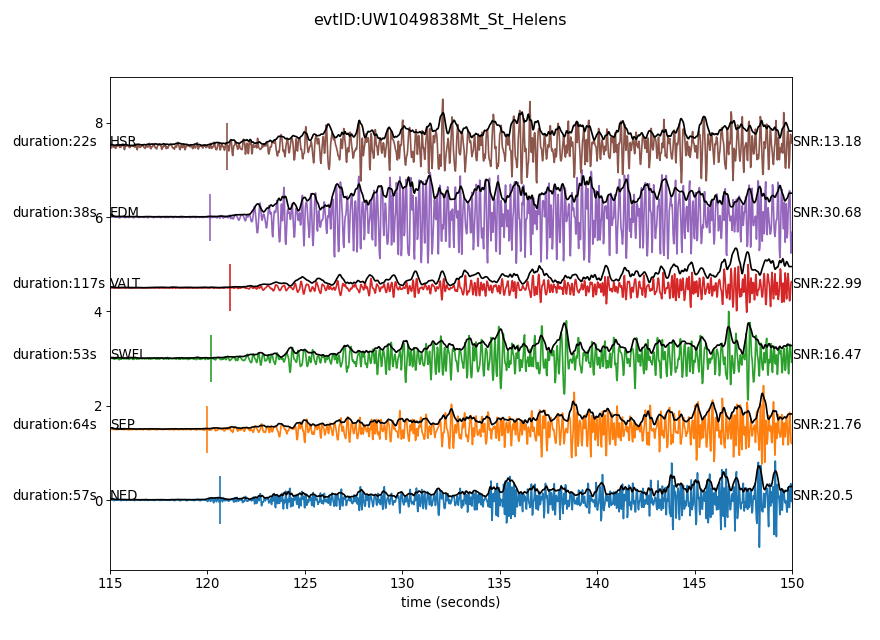 evtID:UW1049838Mt_St_Helens
8
duration:22s HSR SNR:13.18
duration:38s EDM SNR:30.68
6
duration:117s VALT SNR:22.99
4
duration:53s SWFL SNR:16.47
2
duration:64s SEP SNR:21.76
duration:57s NED SNR:20.5
0
115 120 125 130 135 140 145 150
time (seconds)